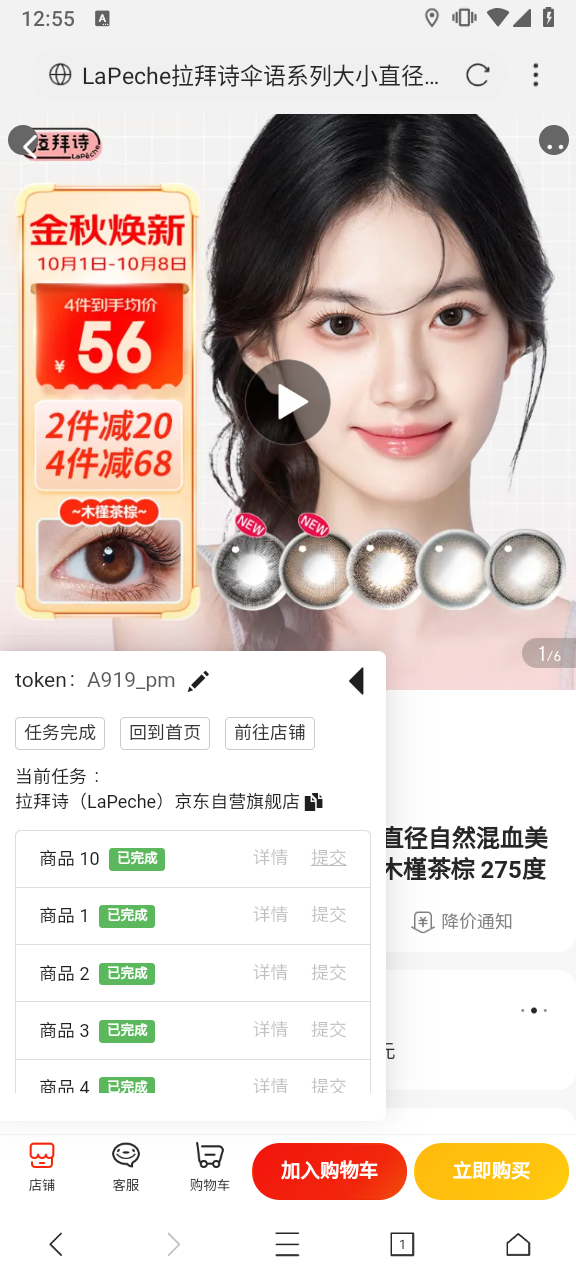 12:55
A
LaPeche拉拜诗伞语系列大小直径...
拉拜诗
LaPeche
金秋焕新
10月1日-10月8日
4件到手均价
¥56
2件减20
4件减68
~木槿茶棕~
NEW
NEW
1/6
token: A919_pm
任务完成 回到首页 前往店铺
当前任务：
拉拜诗（LaPeche）京东自营旗舰店
商品 10 已完成 详情 提交
商品 1 已完成 详情 提交
商品 2 已完成 详情 提交
商品 3 已完成 详情 提交
商品 4 已完成 详情 提交
直径自然混血美
木槿茶棕 275度
降价通知
元
店铺 客服 购物车 加入购物车 立即购买
1